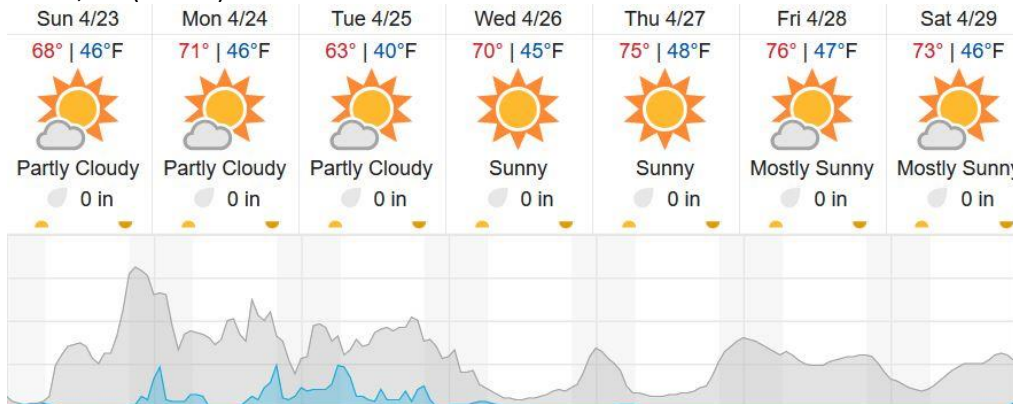 Sun 4/23 Mon 4/24 Tue 4/25 Wed 4/26 Thu 4/27 Fri 4/28 Sat 4/29
68° | 46°F 71° | 46°F 63° | 40°F 70° | 45°F 75° | 48°F 76° | 47°F 73° | 46°F
Partly Cloudy Partly Cloudy Partly Cloudy Sunny Sunny Mostly Sunny Mostly Sunny
0 in 0 in 0 in 0 in 0 in 0 in 0 in